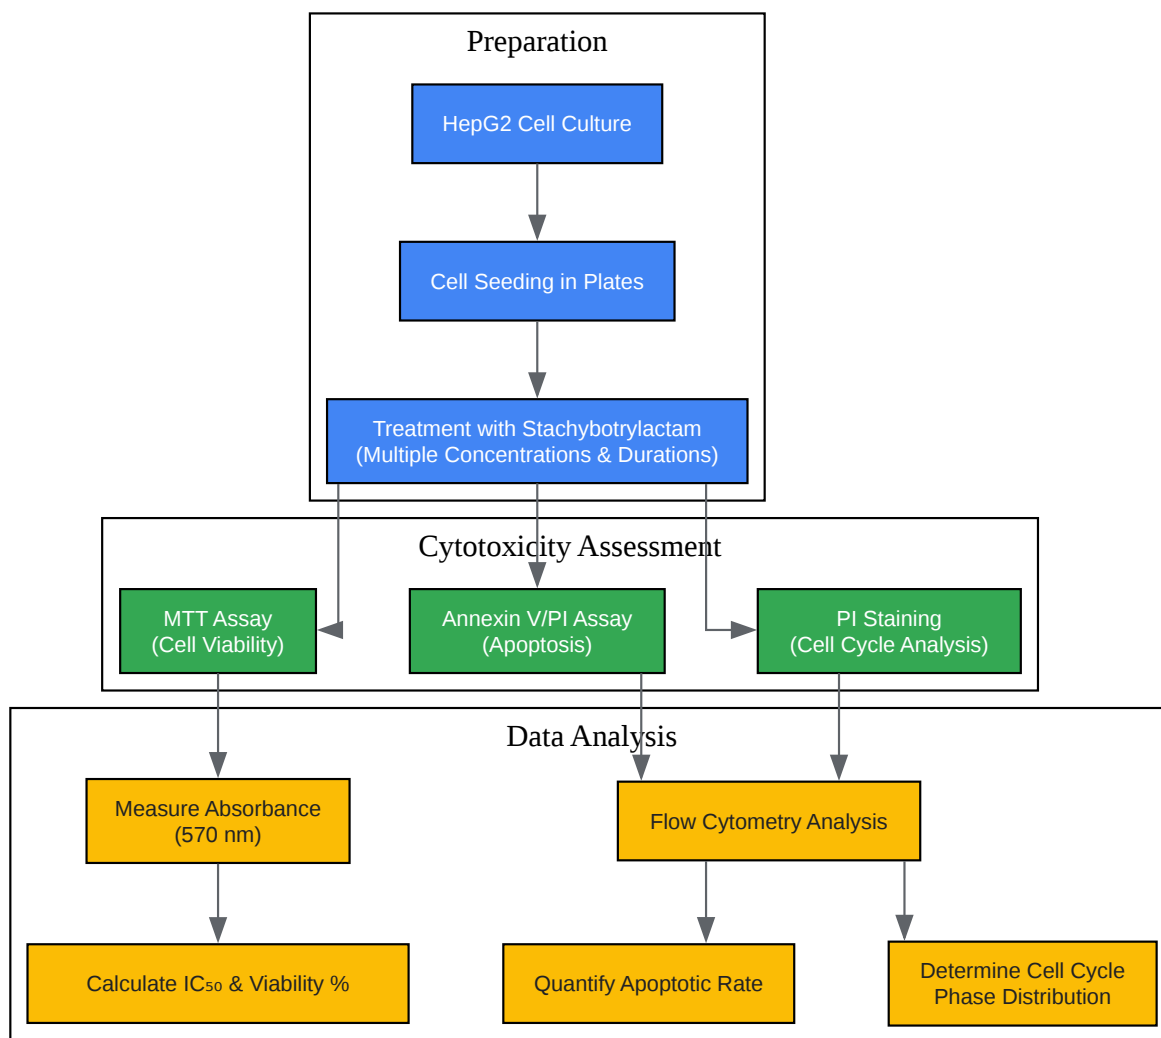 Preparation
HepG2 Cell Culture
Cell Seeding in Plates
Treatment with Stachybotrylactam
(Multiple Concentrations & Durations)
Cytotoxicity Assessment
MTT Assay
(Cell Viability)
Annexin V/PI Assay
(Apoptosis)
PI Staining
(Cell Cycle Analysis)
Data Analysis
Measure Absorbance
(570 nm)
Flow Cytometry Analysis
Calculate IC₅₀ & Viability %
Quantify Apoptotic Rate
Determine Cell Cycle
Phase Distribution